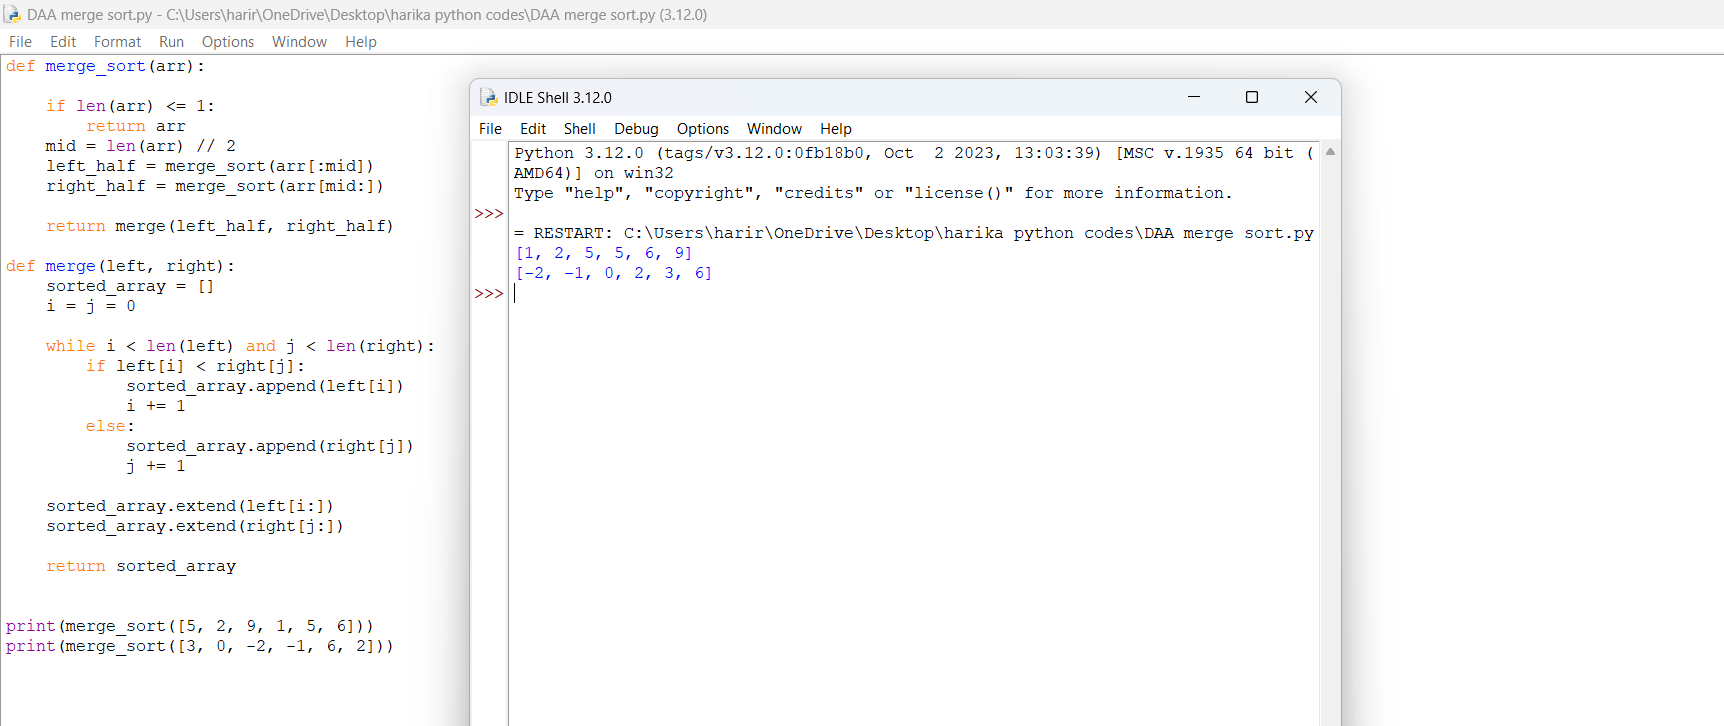 DAA merge sort.py - C:\Users\harir\OneDrive\Desktop\harika python codes\DAA merge sort.py (3.12.0)
File Edit Format Run Options Window Help
def merge_sort(arr):
    if len(arr) <= 1:
        return arr
    mid = len(arr) // 2
    left_half = merge_sort(arr[:mid])
    right_half = merge_sort(arr[mid:])
    return merge(left_half, right_half)
def merge(left, right):
    sorted_array = []
    i = j = 0
    while i < len(left) and j < len(right):
        if left[i] < right[j]:
            sorted_array.append(left[i])
            i += 1
        else:
            sorted_array.append(right[j])
            j += 1
    sorted_array.extend(left[i:])
    sorted_array.extend(right[j:])
    return sorted_array
print(merge_sort([5, 2, 9, 1, 5, 6]))
print(merge_sort([3, 0, -2, -1, 6, 2]))
IDLE Shell 3.12.0
File Edit Shell Debug Options Window Help
Python 3.12.0 (tags/v3.12.0:0fb18b0, Oct  2 2023, 13:03:39) [MSC v.1935 64 bit (
AMD64)] on win32
Type "help", "copyright", "credits" or "license()" for more information.
>>>
= RESTART: C:\Users\harir\OneDrive\Desktop\harika python codes\DAA merge sort.py
[1, 2, 5, 5, 6, 9]
[-2, -1, 0, 2, 3, 6]
>>>